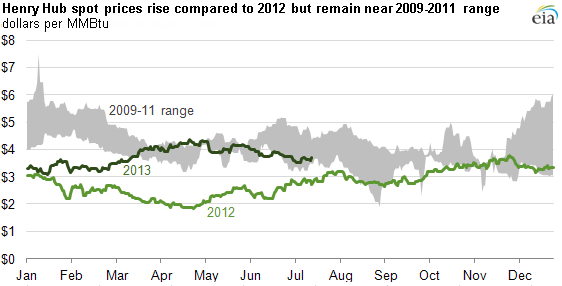 Henry Hub spot prices rise compared to 2012 but remain near 2009-2011 range
dollars per MMBtu
eia
$8
$7
$6
$5
$4
$3
$2
$1
$0
2009-11 range
2013
2012
Jan Feb Mar Apr May Jun Jul Aug Sep Oct Nov Dec